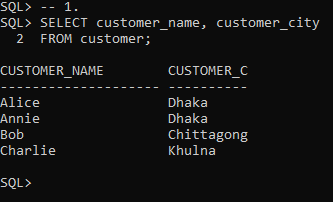 SQL> -- 1.
SQL> SELECT customer_name, customer_city
  2  FROM customer;
CUSTOMER_NAME        CUSTOMER_C
-------------------- ----------
Alice                Dhaka
Annie                Dhaka
Bob                  Chittagong
Charlie              Khulna
SQL>